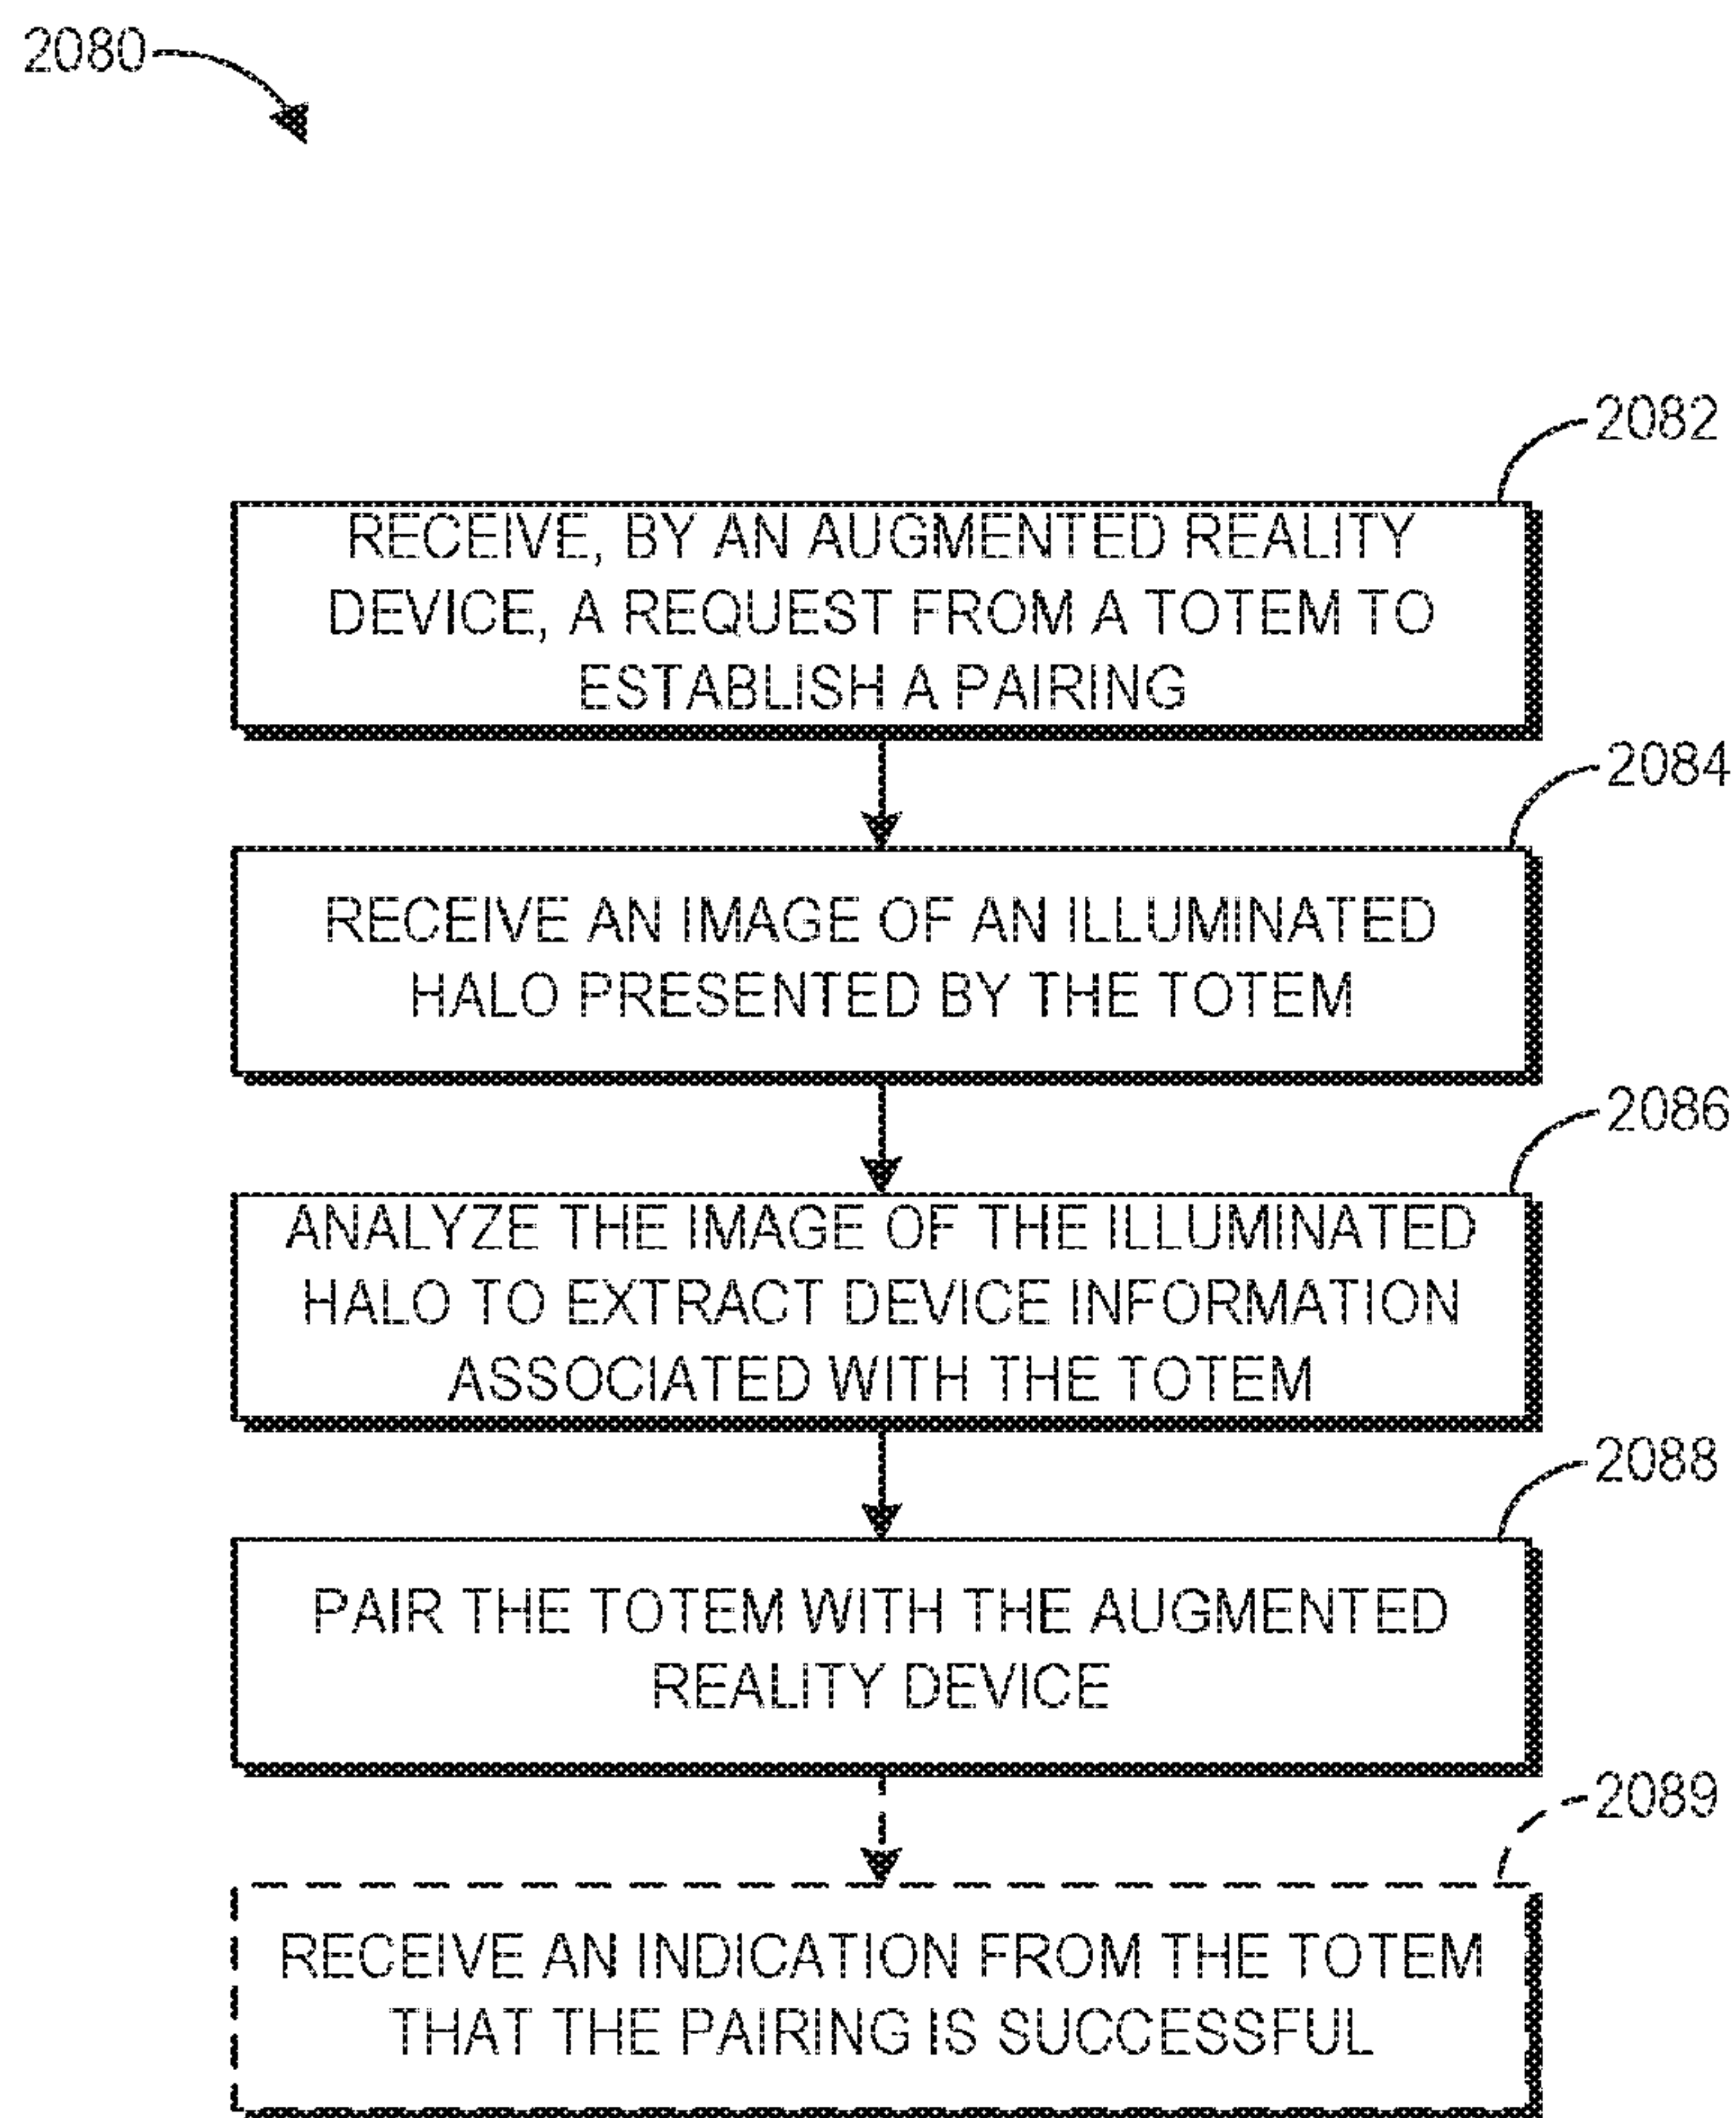 2080
2082
RECEIVE, BY AN AUGMENTED REALITY
DEVICE, A REQUEST FROM A TOTEM TO
ESTABLISH A PAIRING
2084
RECEIVE AN IMAGE OF AN ILLUMINATED
HALO PRESENTED BY THE TOTEM
2086
ANALYZE THE IMAGE OF THE ILLUMINATED
HALO TO EXTRACT DEVICE INFORMATION
ASSOCIATED WITH THE TOTEM
2088
PAIR THE TOTEM WITH THE AUGMENTED
REALITY DEVICE
2089
RECEIVE AN INDICATION FROM THE TOTEM
THAT THE PAIRING IS SUCCESSFUL